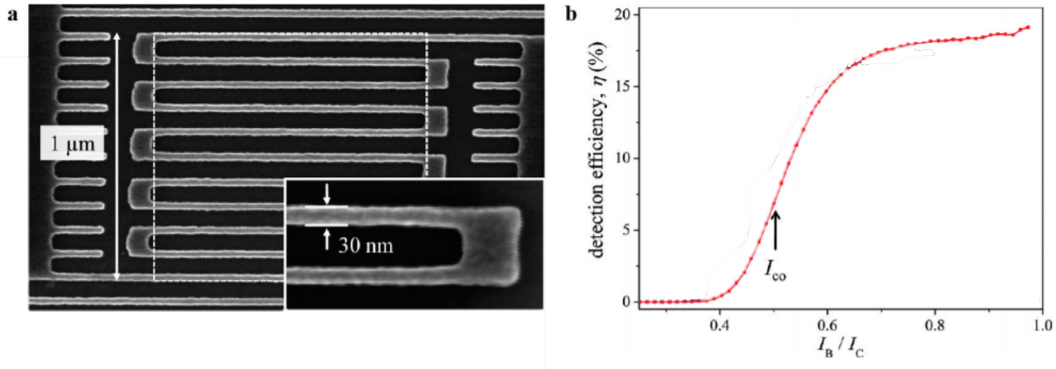 a
1 µm
30 nm
b
detection efficiency, η (%)
20
15
10
5
0
I_co
0.4
0.6
0.8
1.0
I_B / I_C